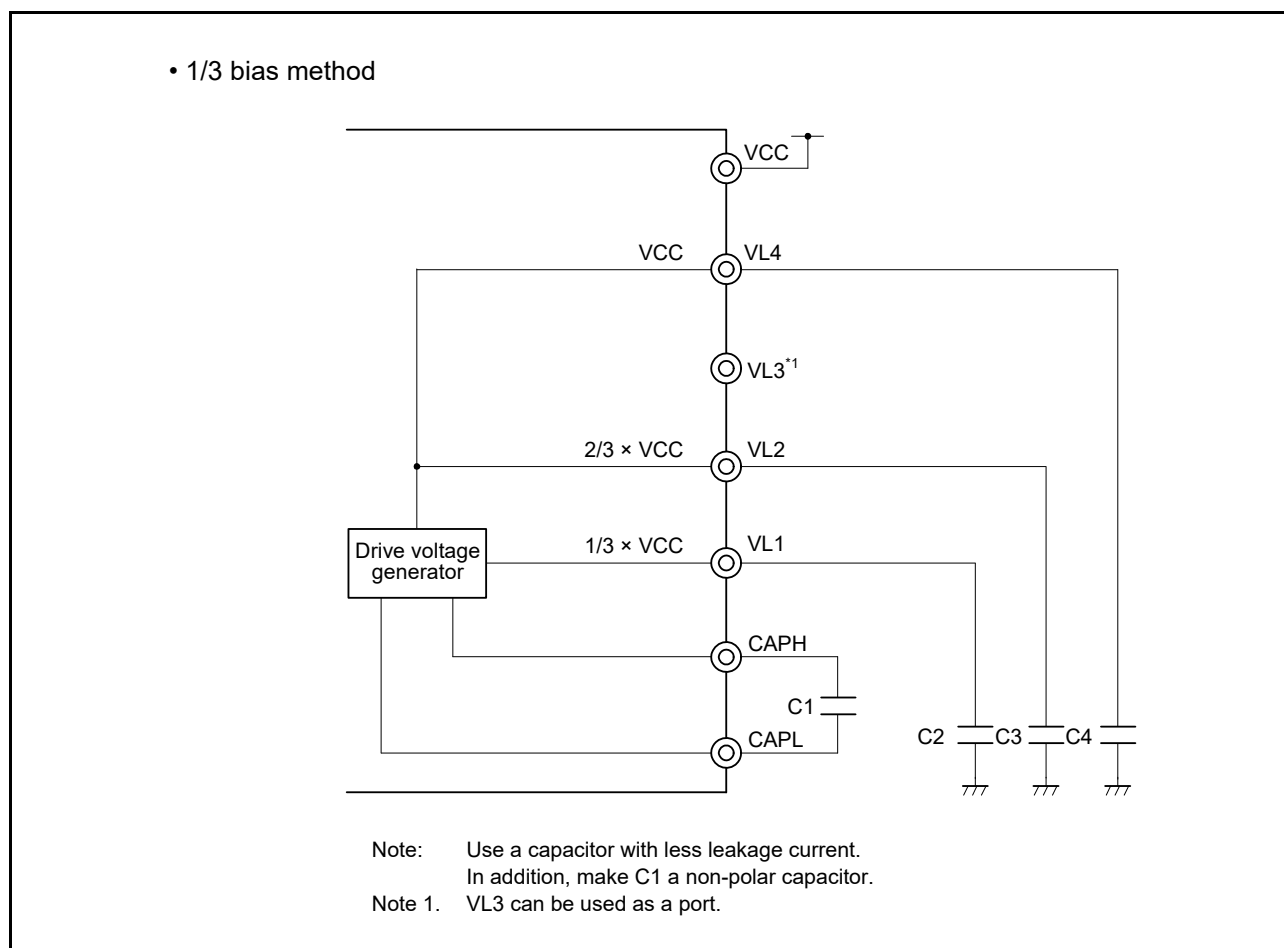 • 1/3 bias method
VCC
VCC VL4
VL3*1
2/3 × VCC VL2
Drive voltage
generator
1/3 × VCC VL1
CAPH
C1
CAPL
C2 C3 C4
Note: Use a capacitor with less leakage current.
In addition, make C1 a non-polar capacitor.
Note 1. VL3 can be used as a port.